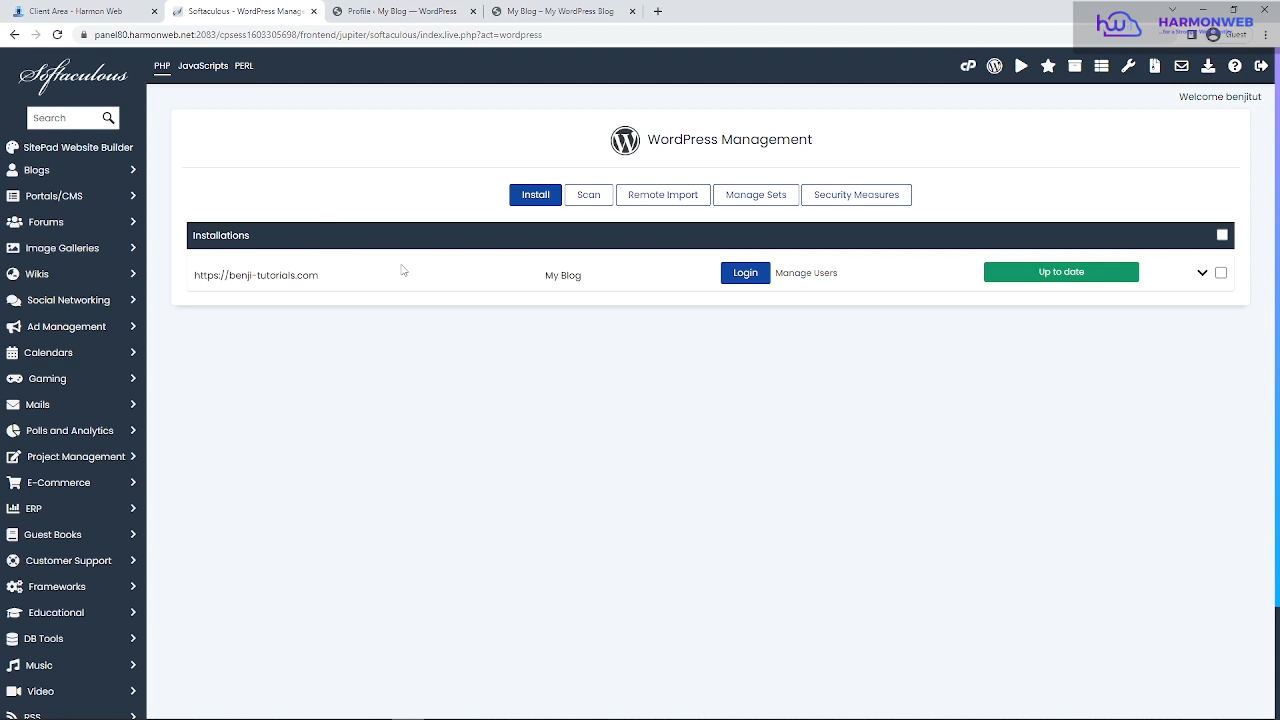 Client Area - Harmon Web
Softaculous - WordPress Manag
Profile ‹ My Blog — WordPress
My Blog – My WordPress Blog
panel80.harmonweb.net:2083/cpsess1603305698/frontend/jupiter/softaculous/index.live.php?act=wss
Guest
HARMONWEB
Softaculous
PHP JavaScripts PERL
Welcome benjitut
Search
SitePad Website Builder
Blogs
Portals/CMS
Forums
Image Galleries
Wikis
Social Networking
Ad Management
Calendars
Gaming
Mails
Polls and Analytics
Project Management
E-Commerce
ERP
Guest Books
Customer Support
Frameworks
Educational
DB Tools
Music
Video
RSS
WordPress Management
Install Scan Remote Import Manage Sets Security Measures
Installations
https://benji-tutorials.com My Blog Login Manage Users Up to date